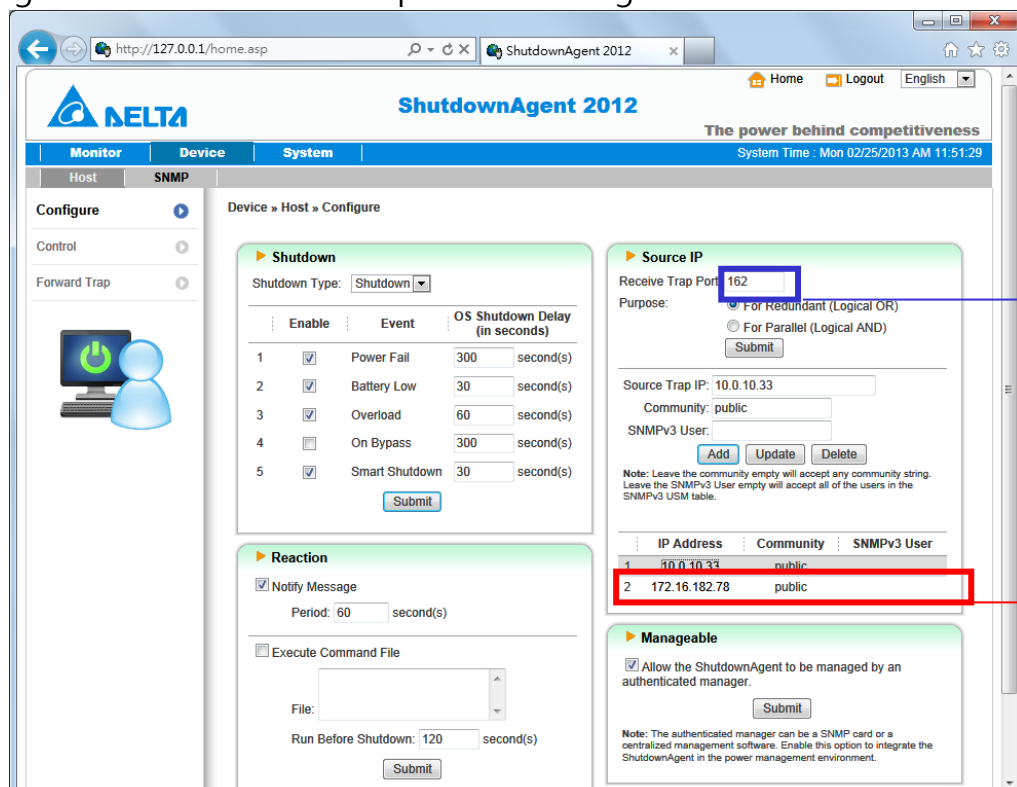 http://127.0.0.1/home.asp
ShutdownAgent 2012
Home Logout English
DELTA
ShutdownAgent 2012
The power behind competitiveness
Monitor Device System
System Time : Mon 02/25/2013 AM 11:51:29
Host SNMP
Configure
Control
Forward Trap
Device » Host » Configure
Shutdown
Shutdown Type: Shutdown
Enable Event OS Shutdown Delay (in seconds)
1 Power Fail 300 second(s)
2 Battery Low 30 second(s)
3 Overload 60 second(s)
4 On Bypass 300 second(s)
5 Smart Shutdown 30 second(s)
Submit
Reaction
Notify Message
Period: 60 second(s)
Execute Command File
File:
Run Before Shutdown: 120 second(s)
Submit
Source IP
Receive Trap Port 162
Purpose: For Redundant (Logical OR)
For Parallel (Logical AND)
Submit
Source Trap IP: 10.0.10.33
Community: public
SNMPv3 User:
Add Update Delete
Note: Leave the community empty will accept any community string.
Leave the SNMPv3 User empty will accept all of the users in the
SNMPv3 USM table.
IP Address Community SNMPv3 User
1 10.0.10.33 public
2 172.16.182.78 public
Manageable
Allow the ShutdownAgent to be managed by an
authenticated manager.
Submit
Note: The authenticated manager can be a SNMP card or a
centralized management software. Enable this option to integrate the
ShutdownAgent in the power management environment.